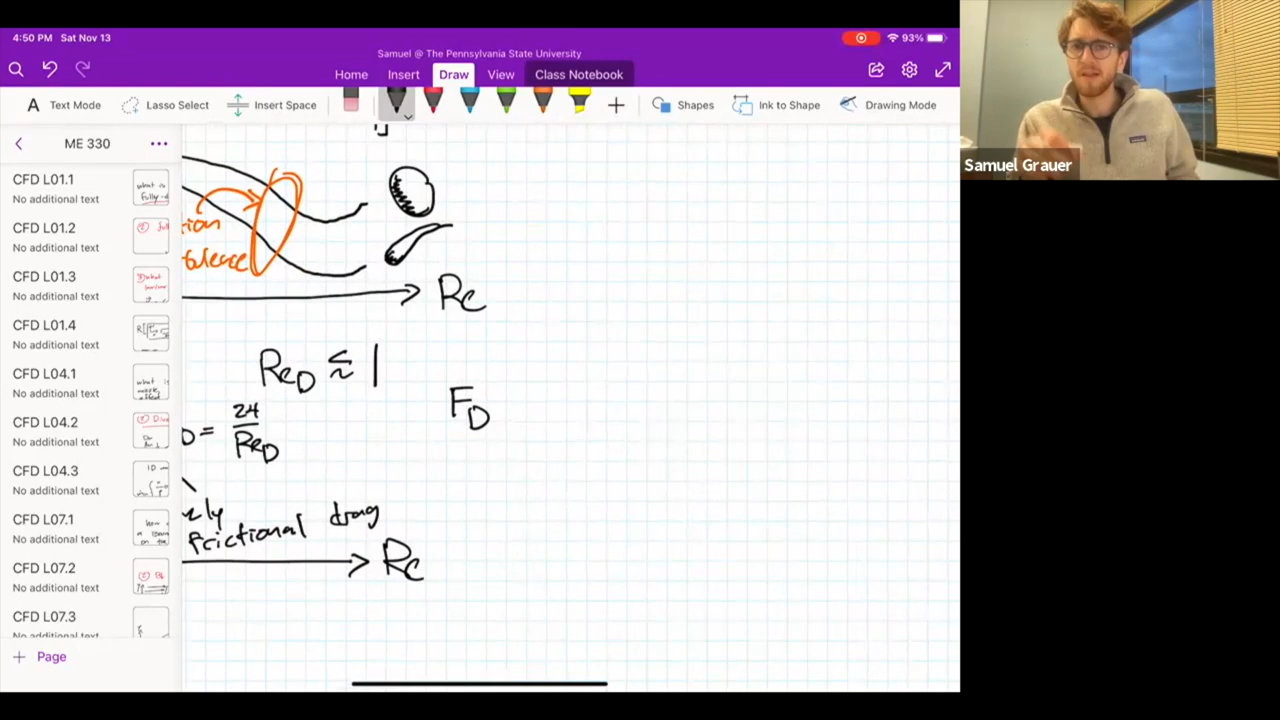 4:50 PM Sat Nov 13
93%
Samuel @ The Pennsylvania State University
Home Insert Draw View Class Notebook
A Text Mode Lasso Select Insert Space Shapes Ink to Shape Drawing Mode
ME 330
CFD L01.1
No additional text
CFD L01.2
No additional text
CFD L01.3
No additional text
CFD L01.4
No additional text
CFD L04.1
No additional text
CFD L04.2
No additional text
CFD L04.3
No additional text
CFD L07.1
No additional text
CFD L07.2
No additional text
CFD L07.3
No additional text
+ Page
tion
Re
Re_D ≲ 1
D = 24/Re_D
F_D
frictional drag
Re
Samuel Grauer